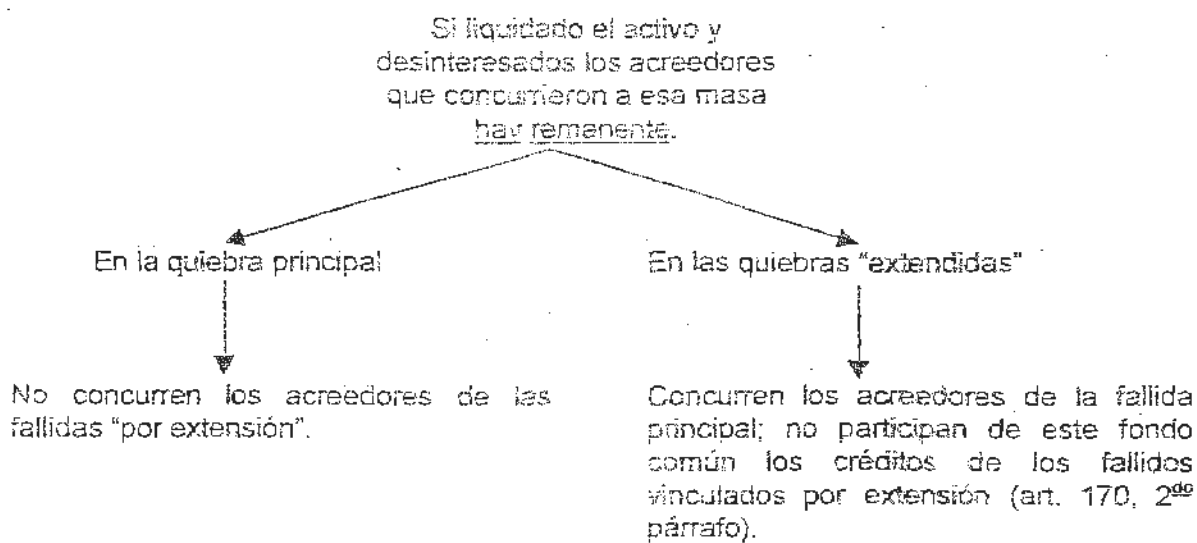 Si liquidado el activo y
desinteresados los acreedores
que concurrieron a esa masa
hay remanente.
En la quiebra principal
En las quiebras "extendidas"
No concurren los acreedores de las
fallidas "por extensión".
Concurren los acreedores de la fallida
principal; no participan de este fondo
común los créditos de los fallidos
vinculados por extensión (art. 170, 2do
párrafo).